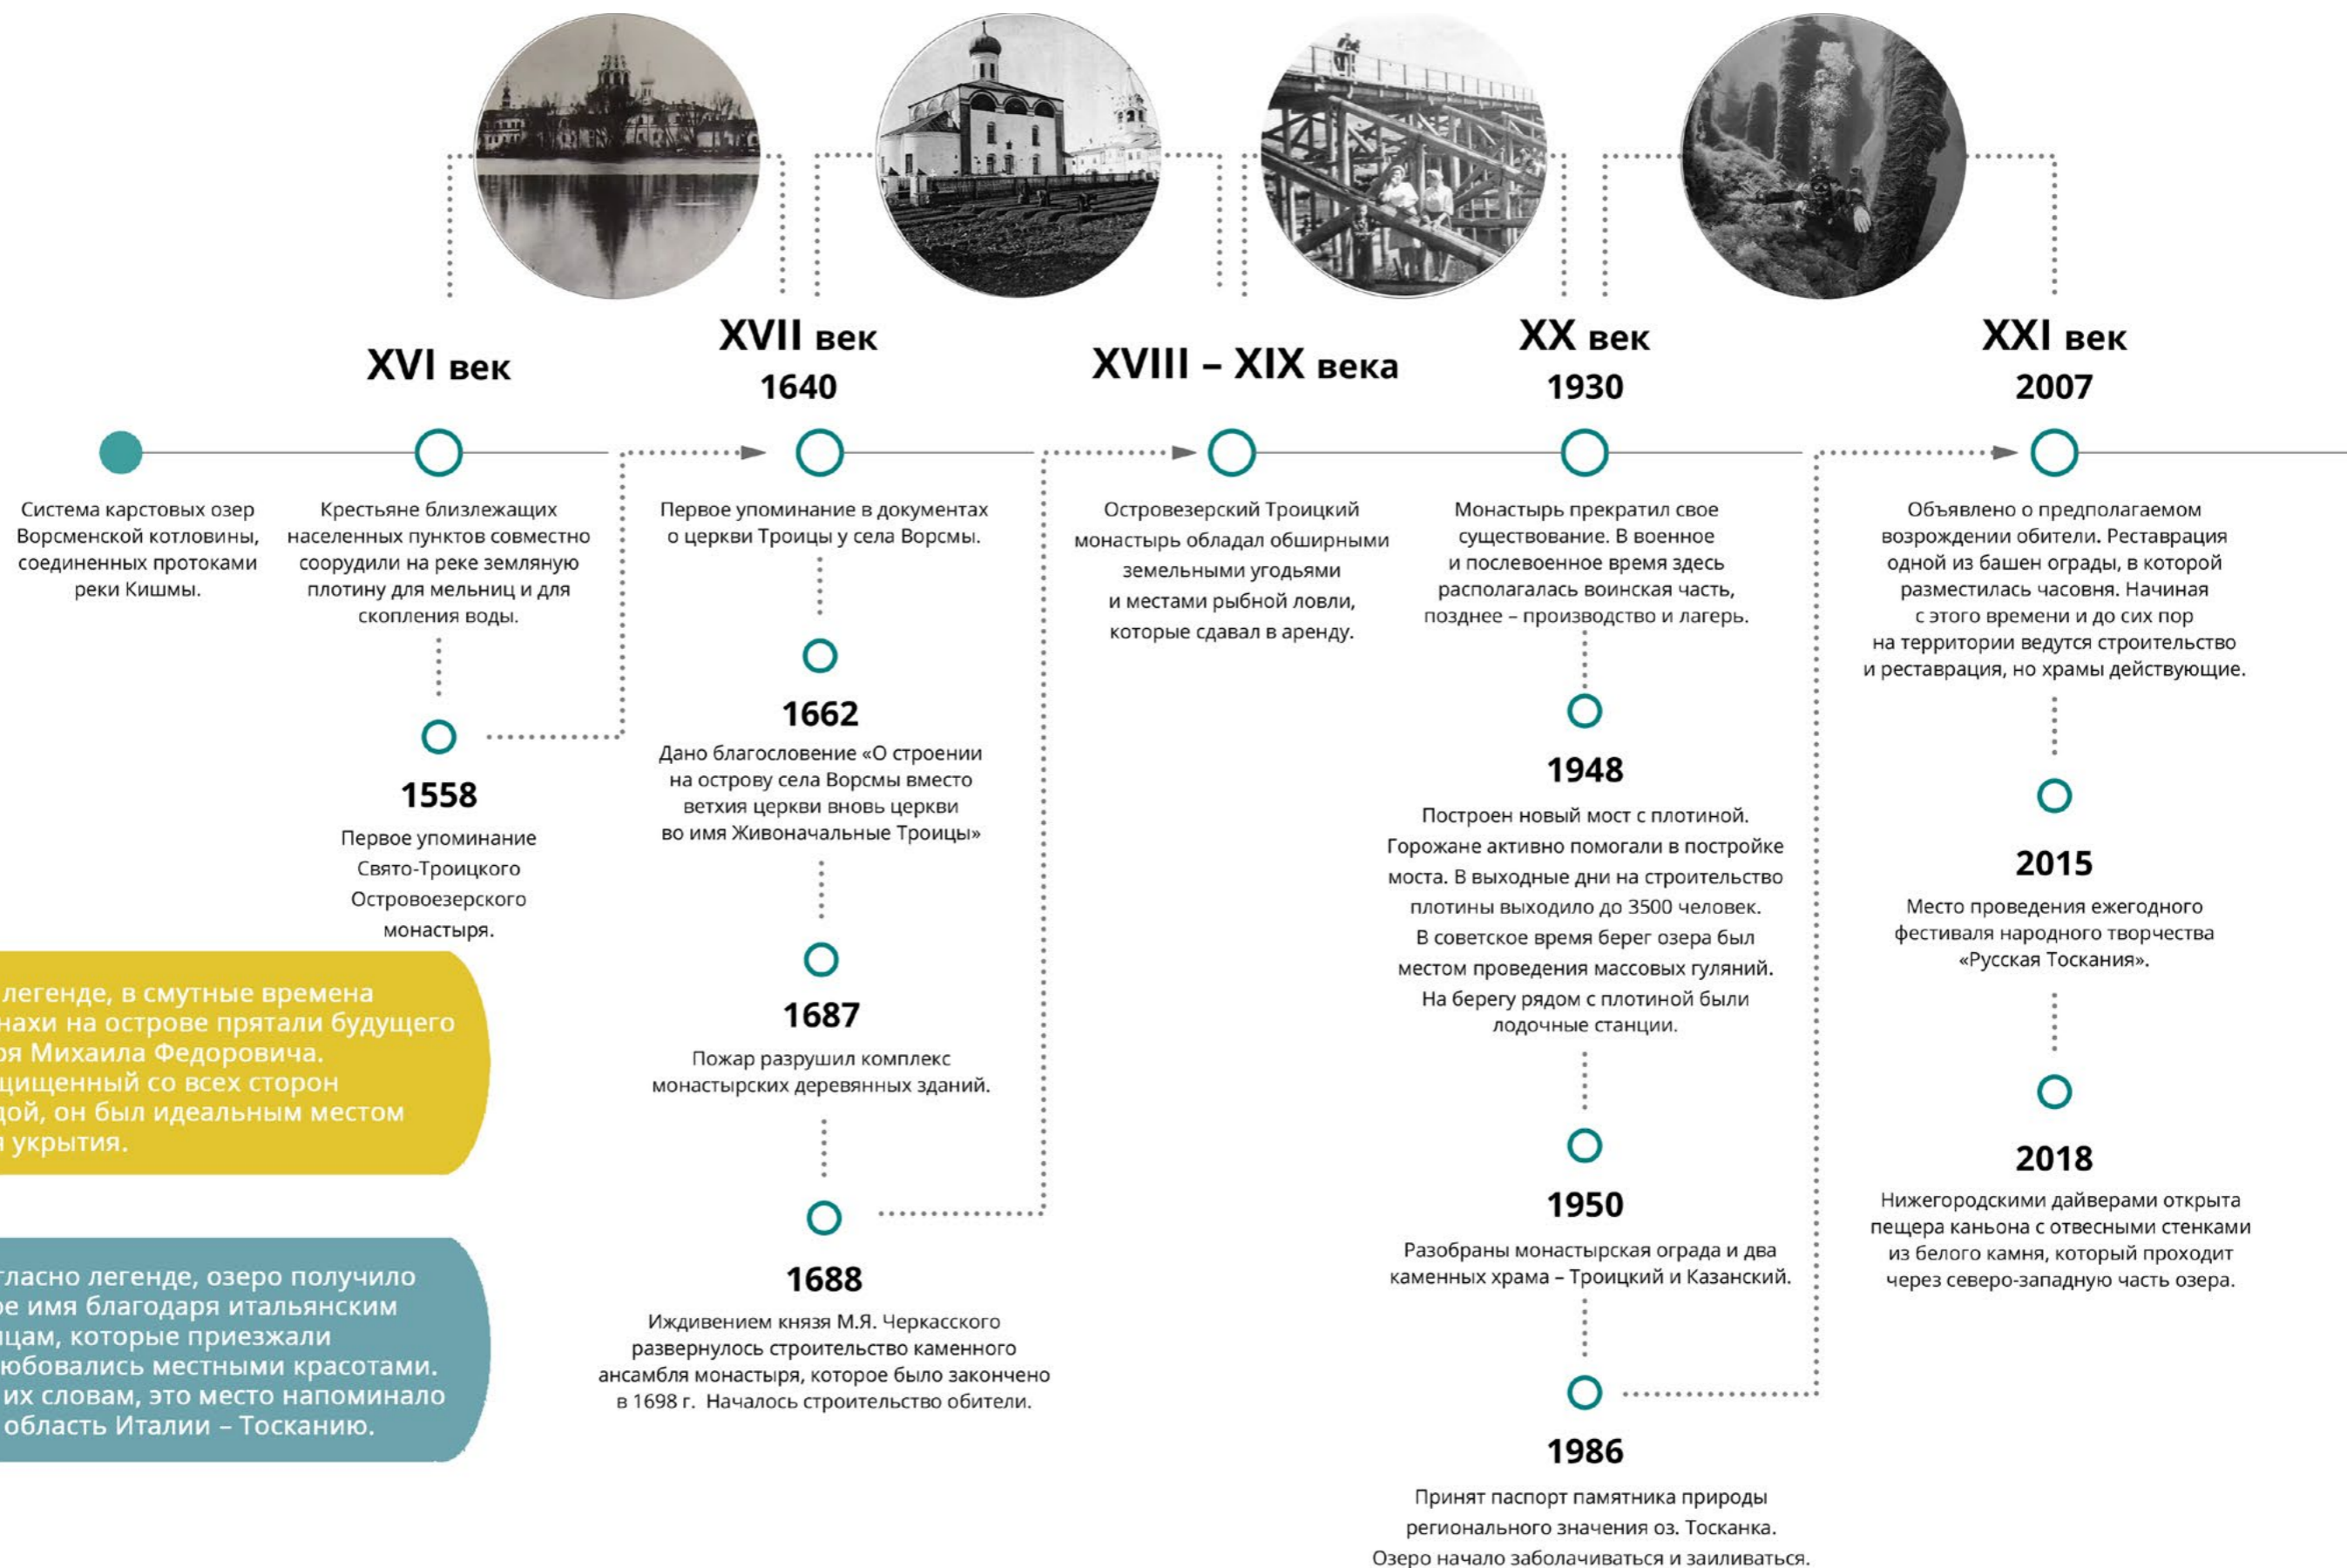 XVI век
XVII век
1640
XVIII – XIX века
XX век
1930
XXI век
2007
Система карстовых озер
Ворсменской котловины,
соединенных протоками
реки Кишмы.
Крестьяне близлежащих
населенных пунктов совместно
соорудили на реке земляную
плотину для мельниц и для
скопления воды.
1558
Первое упоминание
Свято-Троицкого
Островоезерского
монастыря.
легенде, в смутные времена
на острове прятали будущего
Михаила Федоровича.
со всех сторон
он был идеальным местом
укрытия.
легенде, озеро получило
имя благодаря итальянским
которые приезжали
местными красотами.
их словам, это место напоминало
область Италии – Тосканию.
Первое упоминание в документах
о церкви Троицы у села Ворсмы.
1662
Дано благословение «О строении
на острову села Ворсмы вместо
ветхия церкви вновь церкви
во имя Живоначальные Троицы»
1687
Пожар разрушил комплекс
монастырских деревянных зданий.
1688
Иждивением князя М.Я. Черкасского
развернулось строительство каменного
ансамбля монастыря, которое было закончено
в 1698 г. Началось строительство обители.
Островезерский Троицкий
монастырь обладал обширными
земельными угодьями
и местами рыбной ловли,
которые сдавал в аренду.
Монастырь прекратил свое
существование. В военное
и послевоенное время здесь
располагалась воинская часть,
позднее – производство и лагерь.
1948
Построен новый мост с плотиной.
Горожане активно помогали в постройке
моста. В выходные дни на строительство
плотины выходило до 3500 человек.
В советское время берег озера был
местом проведения массовых гуляний.
На берегу рядом с плотиной были
лодочные станции.
1950
Разобраны монастырская ограда и два
каменных храма – Троицкий и Казанский.
1986
Принят паспорт памятника природы
регионального значения оз. Тосканка.
Озеро начало заболачиваться и заиливаться.
Объявлено о предполагаемом
возрождении обители. Реставрация
одной из башен ограды, в которой
разместилась часовня. Начиная
с этого времени и до сих пор
на территории ведутся строительство
и реставрация, но храмы действующие.
2015
Место проведения ежегодного
фестиваля народного творчества
«Русская Тоскания».
2018
Нижегородскими дайверами открыта
пещера каньона с отвесными стенками
из белого камня, который проходит
через северо-западную часть озера.